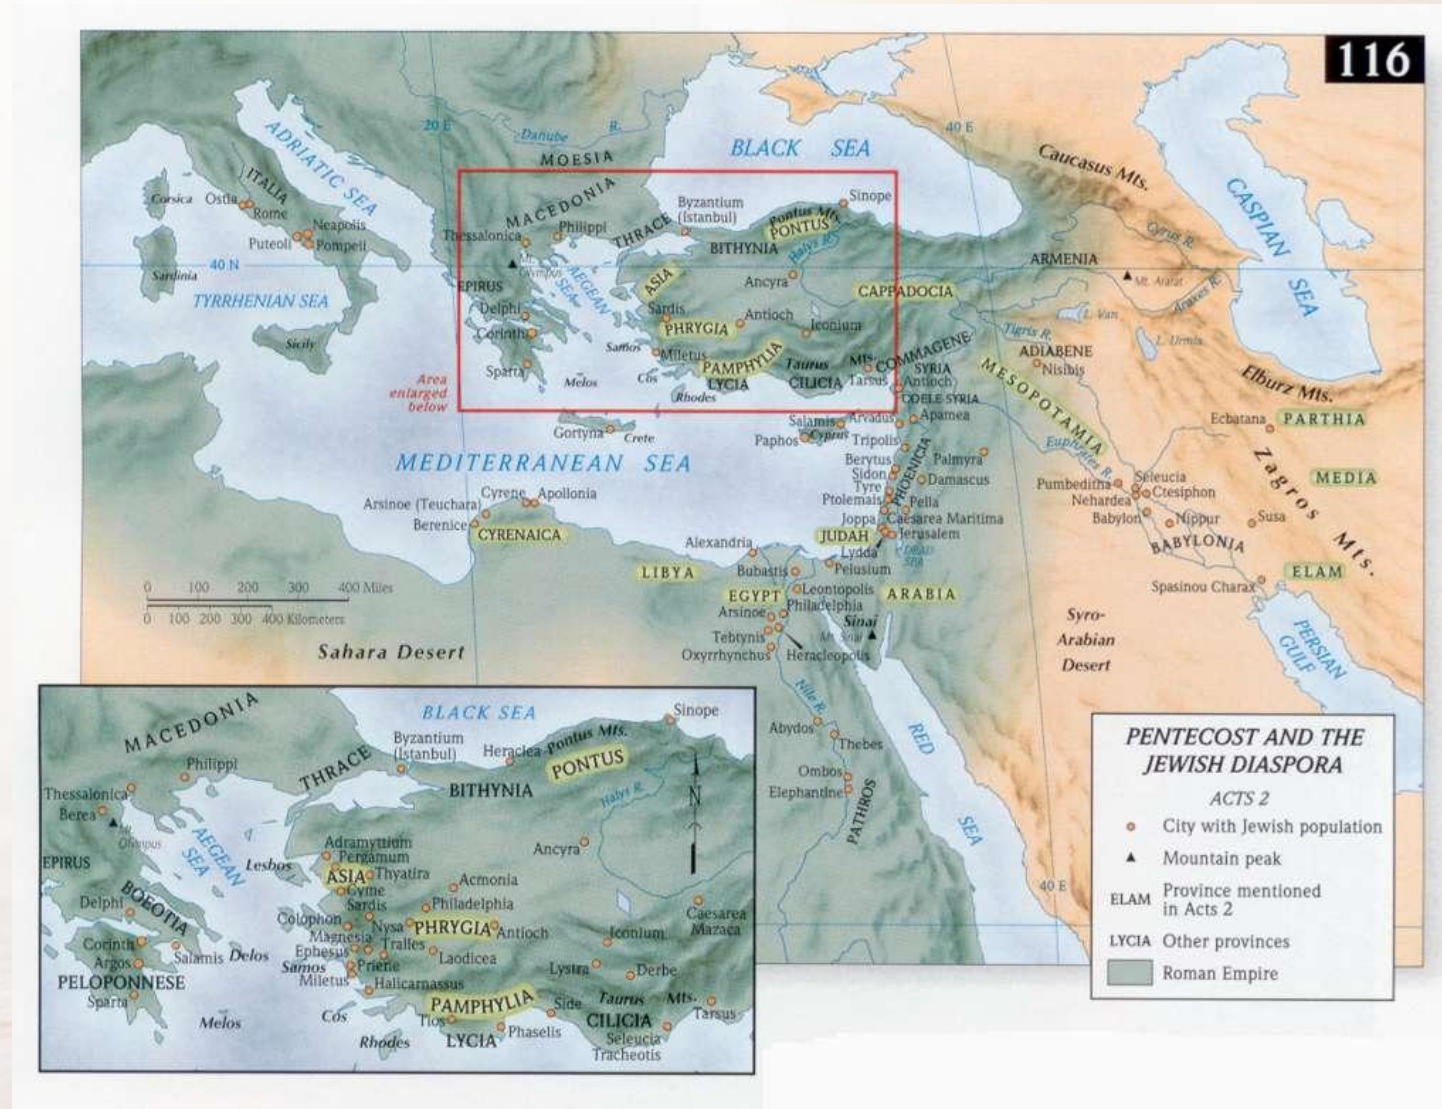 116
20 E
40 E
ADRIATIC SEA
Danube R.
MOESIA
BLACK SEA
Caucasus Mts.
CASPIAN SEA
Corsica
ITALIA
Ostia
Rome
Neapolis
Puteoli
Pompeii
MACEDONIA
Thessalonica
Philippi
THRACE
Byzantium
(Istanbul)
Pontus Mts.
PONTUS
Sinope
BITHYNIA
Halys R.
Cyrus R.
ARMENIA
Mt. Ararat
Araxes R.
40 N
Sardinia
TYRRHENIAN SEA
Mt.
Olympus
AEGEAN SEA
EPIRUS
ASIA
Ancyra
CAPPADOCIA
L. Van
L. Urmia
Tigris R.
Delphi
Sardis
PHRYGIA
Antioch
Iconium
Corinth
Sicily
Samos
Miletus
PAMPHYLIA
Taurus Mts.
COMMAGENE
ADIABENE
Nisibis
Sparta
Melos
Cos
LYCIA
CILICIA
Tarsus
SYRIA
Antioch
MESOPOTAMIA
Elburz Mts.
Rhodes
COELE SYRIA
Area
enlarged
below
Gortyna
Crete
Salamis
Arvadus
Apamea
Paphos
Cyprus
Tripolis
Ecbatana
PARTHIA
MEDITERRANEAN SEA
Berytus
PHOENICIA
Palmyra
Euphrates R.
Zagros Mts.
Sidon
Damascus
Tyre
Pumbeditha
Seleucia
MEDIA
Cyrene
Apollonia
Arsinoe (Teuchara)
Ptolemais
Pella
Nehardea
Ctesiphon
Berenice
CYRENAICA
Joppa
Caesarea Maritima
Babylon
Nippur
Susa
JUDAH
Jerusalem
BABYLONIA
Alexandria
Lydda
DEAD
SEA
LIBYA
Bubastis
Pelusium
ELAM
Spasinou Charax
EGYPT
Leontopolis
ARABIA
0 100 200 300 400 Miles
0 100 200 300 400 Kilometers
Arsinoe
Philadelphia
Sinai
Mt. Sinai
Syro-
Arabian
Desert
PERSIAN
GULF
Tebtynis
Oxyrrhynchus
Heracleopolis
Sahara Desert
Nile R.
RED SEA
Abydos
Thebes
Ombos
Elephantine
PATHROS
40 E
MACEDONIA
BLACK SEA
Sinope
Byzantium
(Istanbul)
Heraclea
Pontus Mts.
PONTUS
Philippi
THRACE
BITHYNIA
Halys R.
N
Thessalonica
Berea
Mt.
Olympus
AEGEAN
SEA
EPIRUS
Lesbos
Adramyttium
Pergamum
Ancyra
ASIA
Thyatira
Acmonia
Cyme
BOEOTIA
Delphi
Sardis
Philadelphia
Caesarea
Mazaca
Colophon
Nysa
PHRYGIA
Antioch
Magnesia
Iconium
Corinth
Ephesus
Tralles
Laodicea
Argos
Salamis
Delos
Samos
Priene
Lystra
Derbe
PELOPONNESE
Miletus
Halicarnassus
Sparta
PAMPHYLIA
Side
Taurus Mts.
Tarsus
Melos
Cos
Tlos
LYCIA
Phaselis
CILICIA
Rhodes
Seleucia
Tracheotis
PENTECOST AND THE
JEWISH DIASPORA
ACTS 2
City with Jewish population
Mountain peak
ELAM Province mentioned
in Acts 2
LYCIA Other provinces
Roman Empire